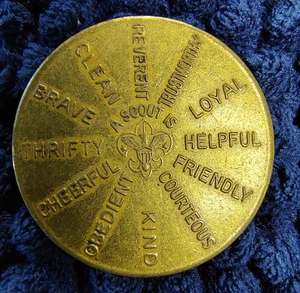 A SCOUT IS
TRUSTWORTHY
LOYAL
HELPFUL
FRIENDLY
COURTEOUS
KIND
OBEDIENT
CHEERFUL
THRIFTY
BRAVE
CLEAN
REVERENT